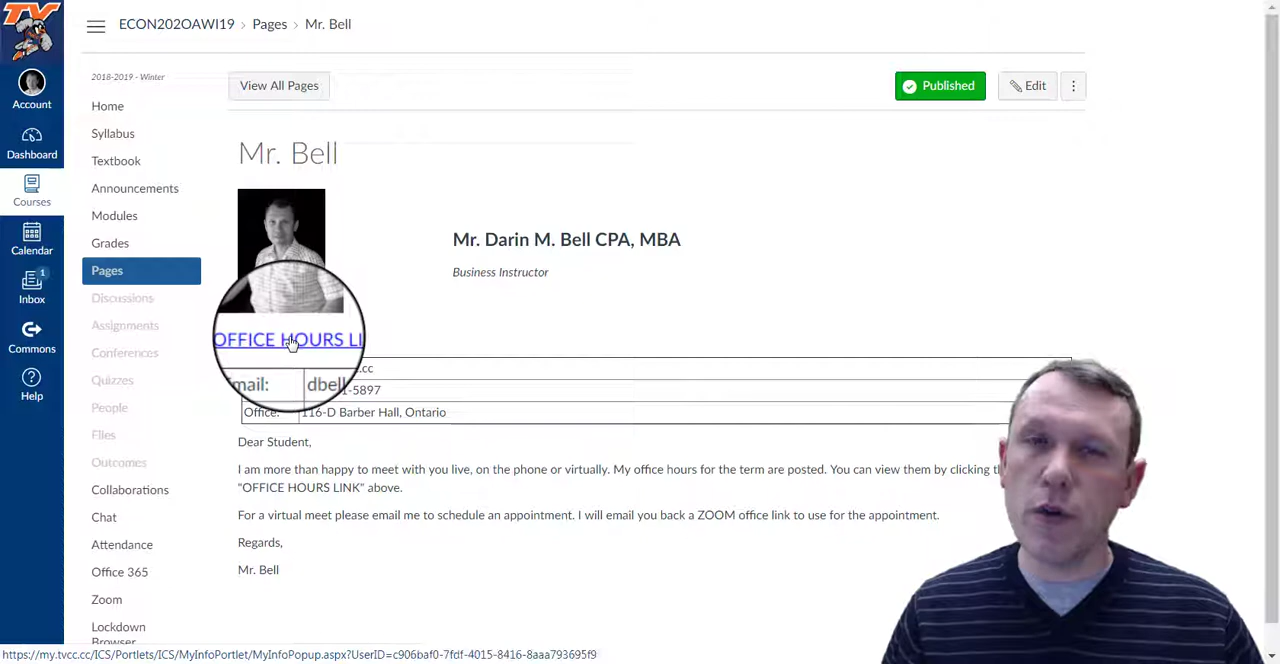 TV
ECON202OAWI19 > Pages > Mr. Bell
2018-2019 - Winter
View All Pages
Published
Edit
Account
Dashboard
Courses
Calendar
1
Inbox
Commons
Help
Home
Syllabus
Textbook
Announcements
Modules
Grades
Pages
Discussions
Assignments
Conferences
Quizzes
People
Files
Outcomes
Collaborations
Chat
Attendance
Office 365
Zoom
Lockdown
Browser
Mr. Bell
Mr. Darin M. Bell CPA, MBA
Business Instructor
OFFICE HOURS LI
mail: dbell .cc
-5897
Office: 116-D Barber Hall, Ontario
Dear Student,
I am more than happy to meet with you live, on the phone or virtually. My office hours for the term are posted. You can view them by clicking th
"OFFICE HOURS LINK" above.
For a virtual meet please email me to schedule an appointment. I will email you back a ZOOM office link to use for the appointment.
Regards,
Mr. Bell
https://my.tvcc.cc/ICS/Portlets/ICS/MyInfoPortlet/MyInfoPopup.aspx?UserID=c906baf0-7fdf-4015-8416-8aaa793695f9